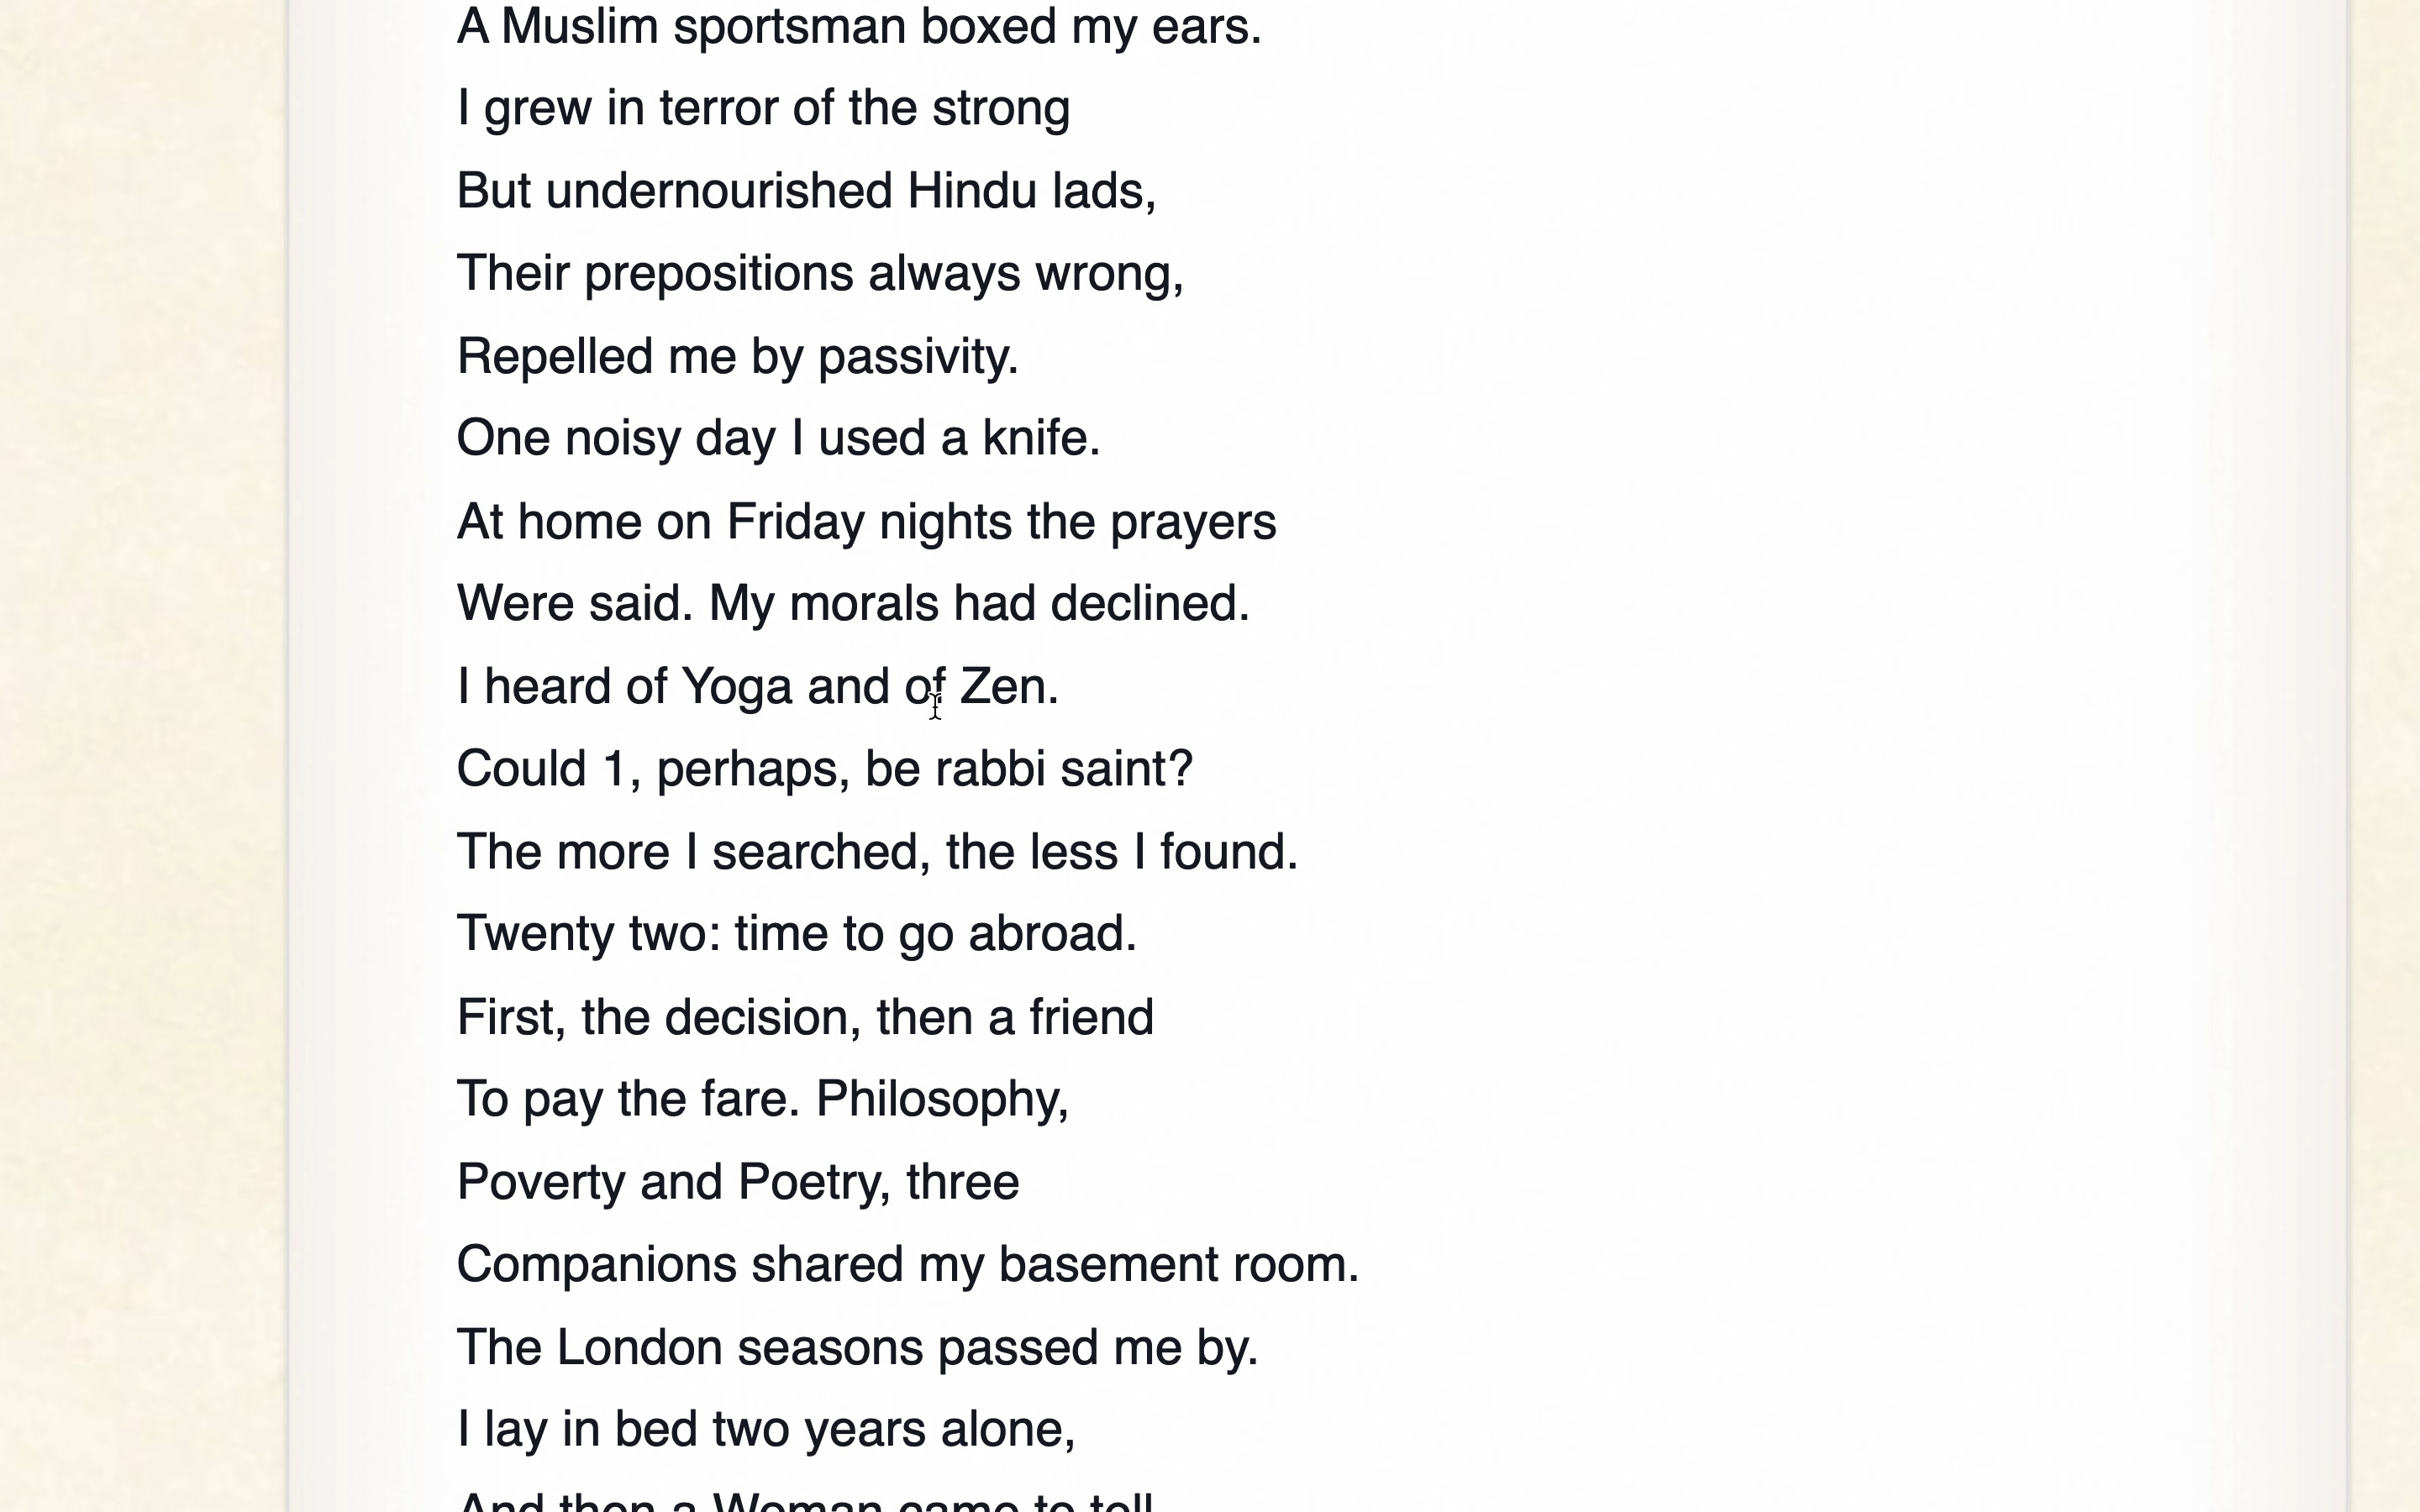 A Muslim sportsman boxed my ears.
I grew in terror of the strong
But undernourished Hindu lads,
Their prepositions always wrong,
Repelled me by passivity.
One noisy day I used a knife.
At home on Friday nights the prayers
Were said. My morals had declined.
I heard of Yoga and of Zen.
Could 1, perhaps, be rabbi saint?
The more I searched, the less I found.
Twenty two: time to go abroad.
First, the decision, then a friend
To pay the fare. Philosophy,
Poverty and Poetry, three
Companions shared my basement room.
The London seasons passed me by.
I lay in bed two years alone,
And then a Woman came to tell